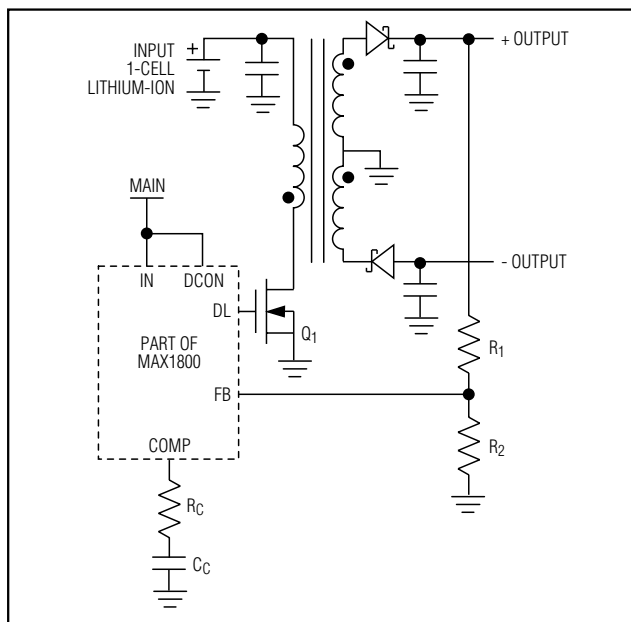 INPUT
1-CELL
LITHIUM-ION
+
+ OUTPUT
MAIN
IN
DCON
- OUTPUT
DL
Q1
PART OF
MAX1800
R1
FB
COMP
R2
RC
CC